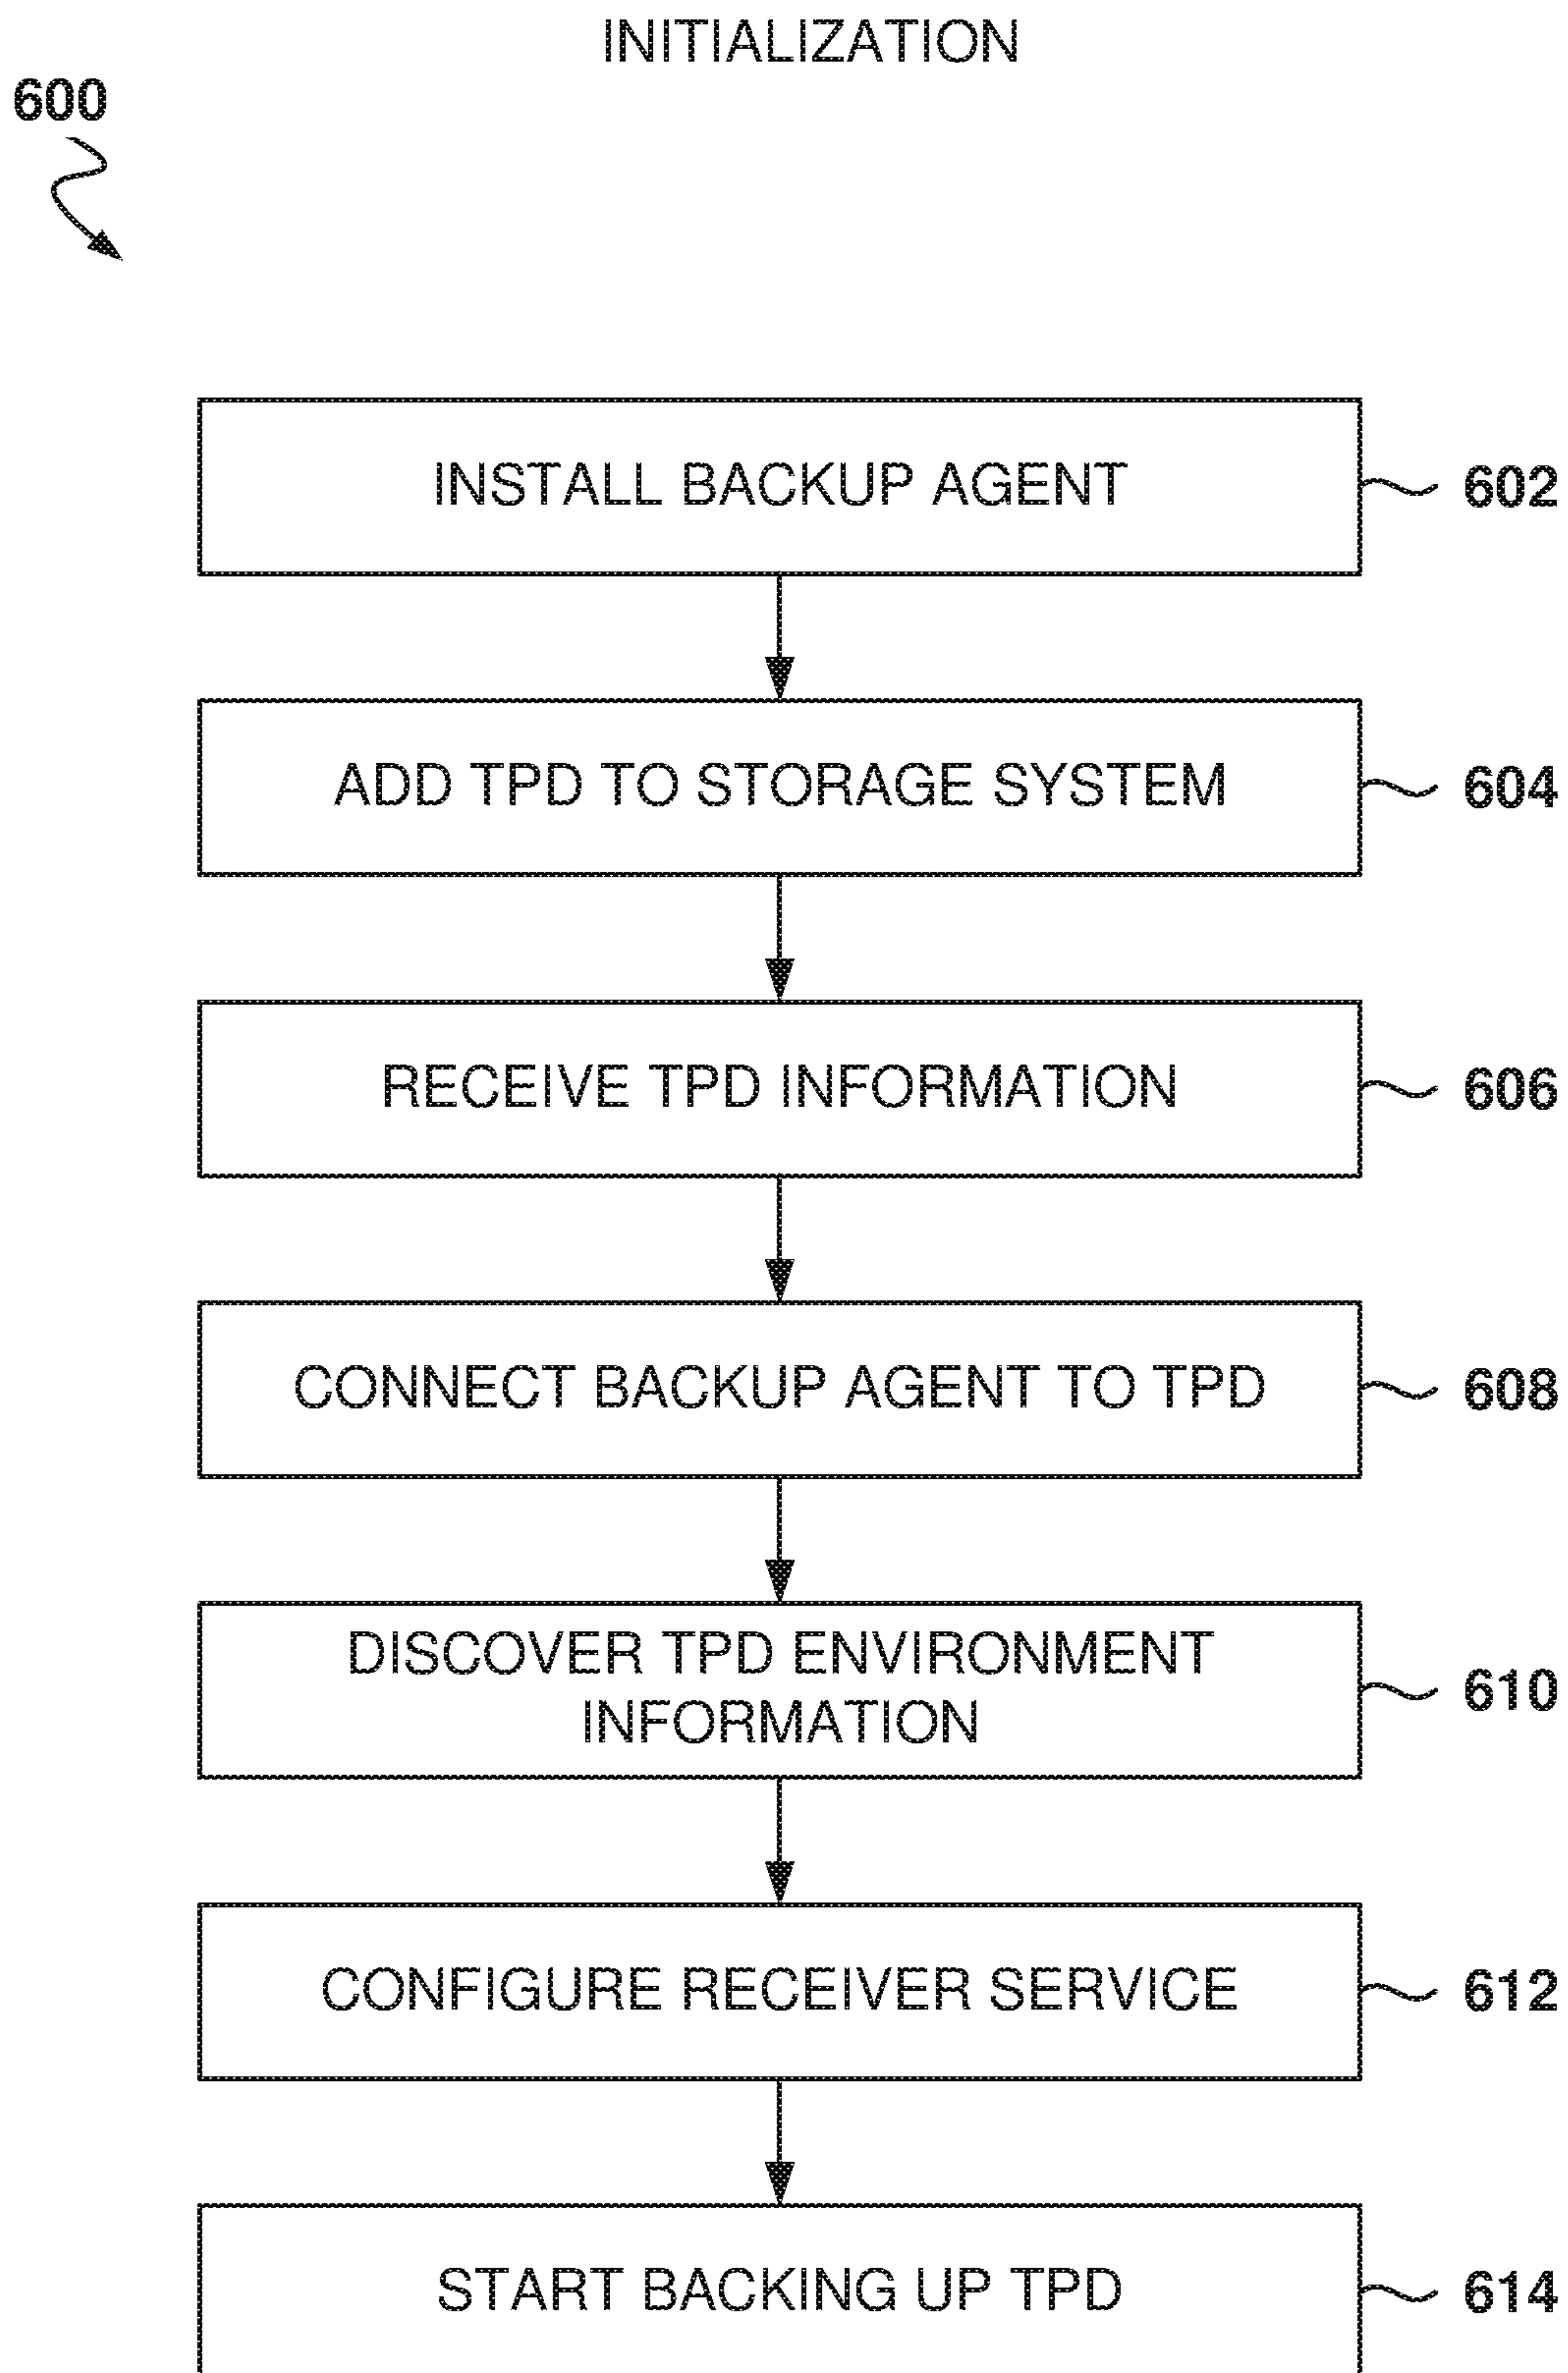 INITIALIZATION
600
INSTALL BACKUP AGENT
602
ADD TPD TO STORAGE SYSTEM
604
RECEIVE TPD INFORMATION
606
CONNECT BACKUP AGENT TO TPD
608
DISCOVER TPD ENVIRONMENT
INFORMATION
610
CONFIGURE RECEIVER SERVICE
612
START BACKING UP TPD
614